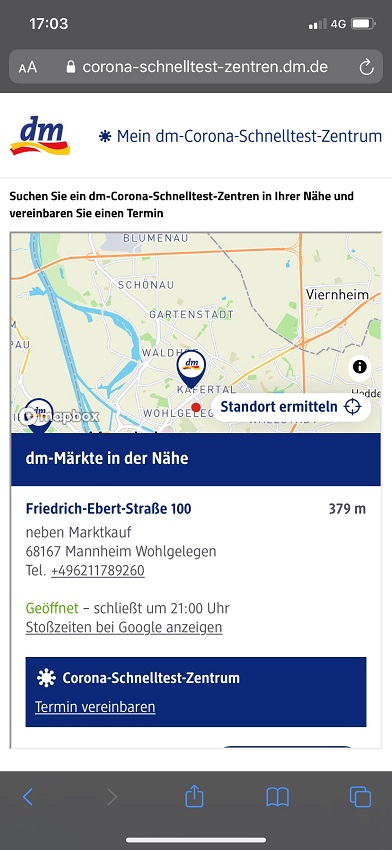 17:03
4G
AA corona-schnelltest-zentren.dm.de
dm
Mein dm-Corona-Schnelltest-Zentrum
Suchen Sie ein dm-Corona-Schnelltest-Zentren in Ihrer Nähe und
vereinbaren Sie einen Termin
BLUMENAU
SCHÖNAU
Viernheim
GARTENSTADT
WALDH
dm
KÄFERTAL
Hedde
dm
mapbox
WOHLGELEG
Standort ermitteln
dm-Märkte in der Nähe
Friedrich-Ebert-Straße 100 379 m
neben Marktkauf
68167 Mannheim Wohlgelegen
Tel. +496211789260
Geöffnet – schließt um 21:00 Uhr
Stoßzeiten bei Google anzeigen
Corona-Schnelltest-Zentrum
Termin vereinbaren